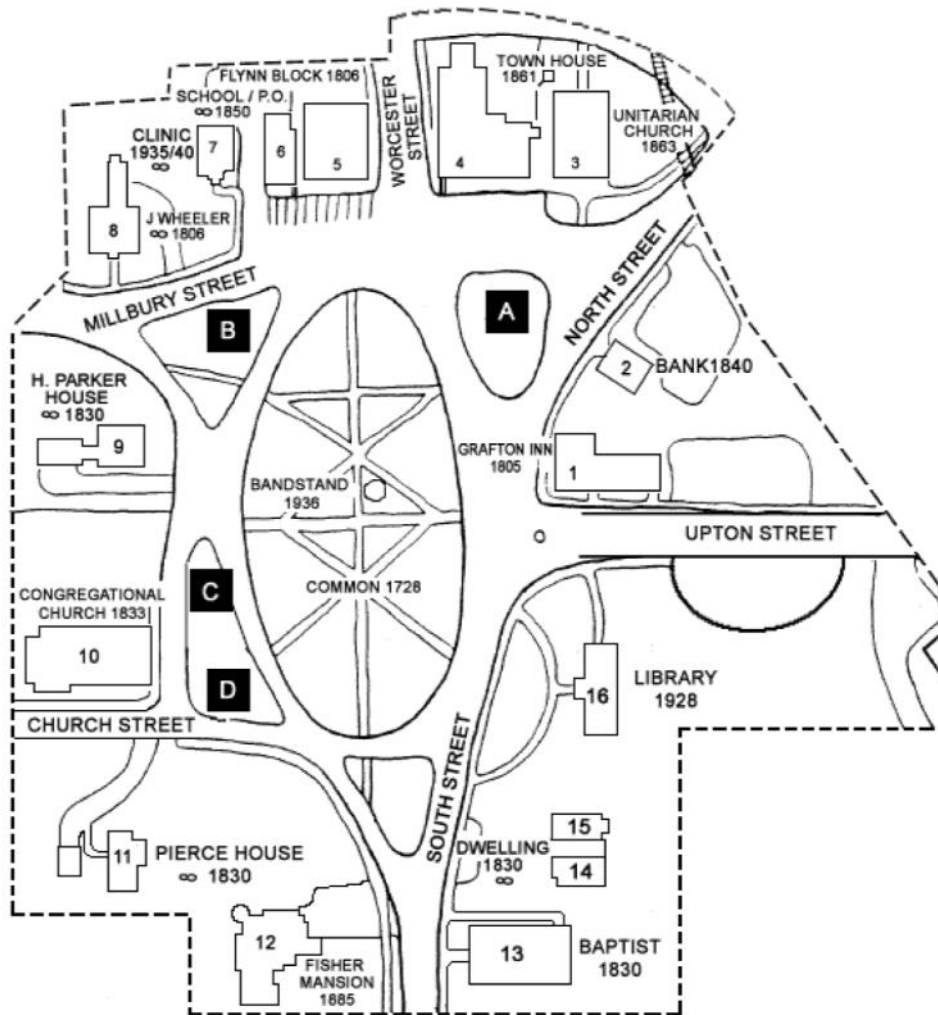 FLYNN BLOCK 1806
SCHOOL / P.O.
∞ 1850
CLINIC
1935/40
∞
7
6
5
WORCESTER
STREET
TOWN HOUSE
1861
4
3
UNITARIAN
CHURCH
1863
8
J WHEELER
∞ 1806
MILLBURY STREET
B
A
NORTH STREET
2
BANK1840
H. PARKER
HOUSE
∞ 1830
9
GRAFTON INN
1805
1
BANDSTAND
1936
UPTON STREET
COMMON 1728
C
CONGREGATIONAL
CHURCH 1833
10
D
CHURCH STREET
16
LIBRARY
1928
SOUTH STREET
11
PIERCE HOUSE
∞ 1830
DWELLING
1830
∞
15
14
12
FISHER
MANSION
1885
13
BAPTIST
1830